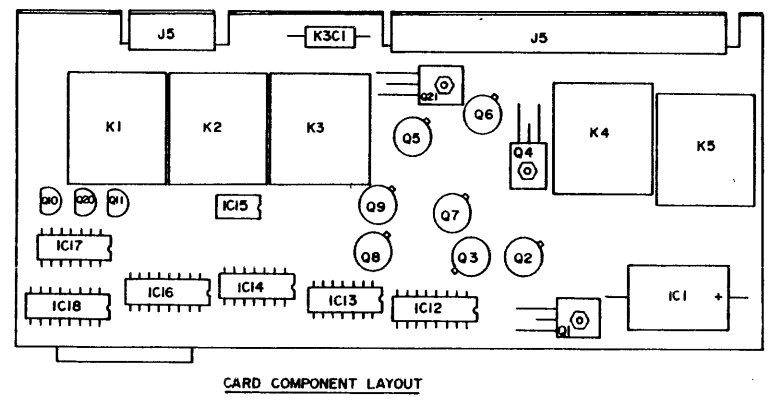 J5
K3C1
J5
K1
K2
K3
Q21
Q6
Q5
Q4
K4
K5
Q10
Q20
Q11
IC15
Q9
Q7
IC17
Q8
Q3
Q2
IC18
IC16
IC14
IC13
IC12
Q1
IC1 +
CARD COMPONENT LAYOUT